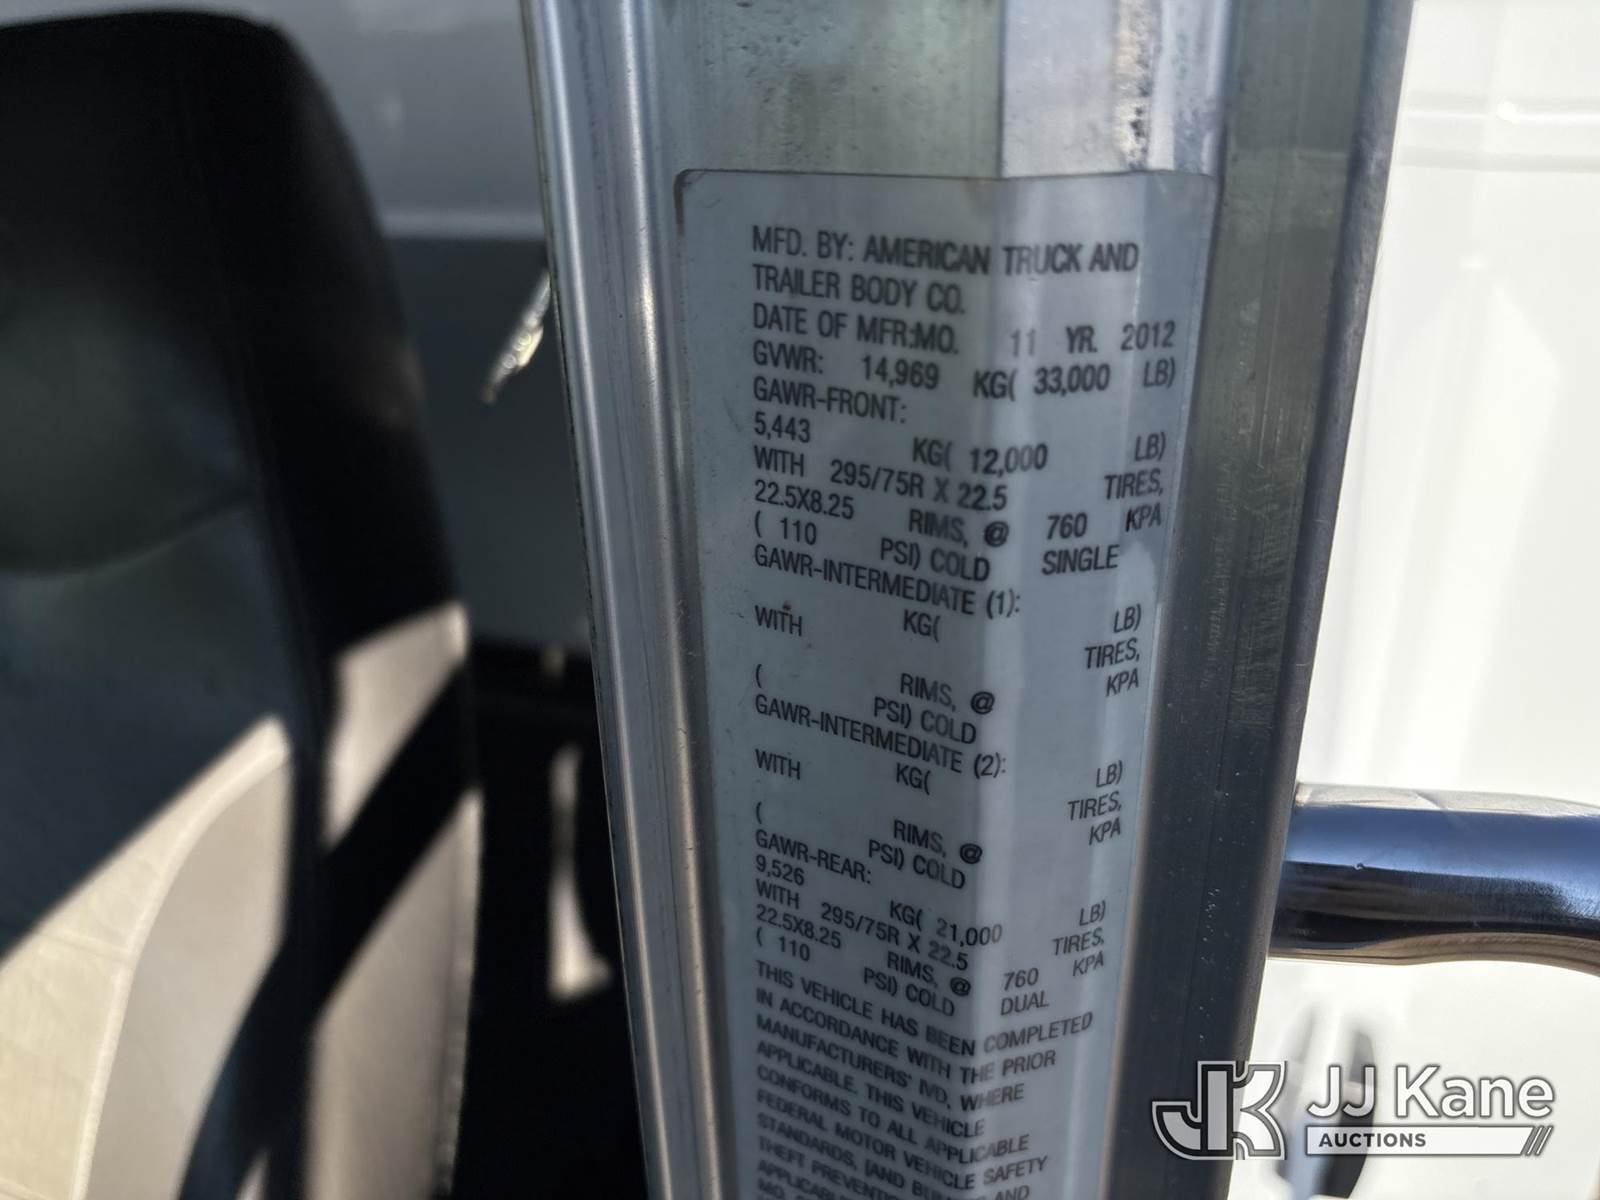 MFD. BY: AMERICAN TRUCK AND
TRAILER BODY CO.
DATE OF MFR:MO. 11 YR. 2012
GVWR: 14,969 KG( 33,000 LB)
GAWR-FRONT:
5,443 KG( 12,000 LB)
WITH 295/75R X 22.5 TIRES,
22.5X8.25 RIMS, @ 760 KPA
( 110 PSI) COLD SINGLE
GAWR-INTERMEDIATE (1):
KG( LB)
WITH TIRES,
RIMS, @ KPA
( PSI) COLD
GAWR-INTERMEDIATE (2):
KG( LB)
WITH TIRES,
RIMS, @ KPA
( PSI) COLD
GAWR-REAR:
9,526 KG( 21,000 LB)
WITH 295/75R X 22.5 TIRES,
22.5X8.25 RIMS, @ 760 KPA
( 110 PSI) COLD DUAL
THIS VEHICLE HAS BEEN COMPLETED
IN ACCORDANCE WITH THE PRIOR
MANUFACTURERS' IVD, WHERE
APPLICABLE. THIS VEHICLE
CONFORMS TO ALL APPLICABLE
FEDERAL MOTOR VEHICLE SAFETY
STANDARDS, [AND BUMPER AND
THEFT
JK JJ Kane
AUCTIONS